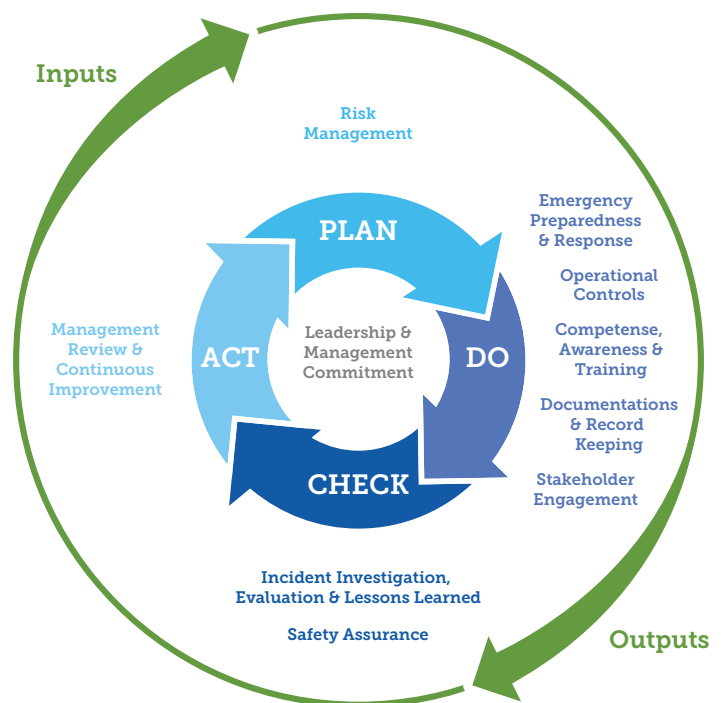 Inputs
Risk
Management
PLAN
Emergency
Preparedness
& Response
Operational
Controls
Competense,
Awareness &
Training
Documentations
& Record
Keeping
Stakeholder
Engagement
DO
Leadership &
Management
Commitment
ACT
Management
Review &
Continuous
Improvement
CHECK
Incident Investigation,
Evaluation & Lessons Learned
Safety Assurance
Outputs